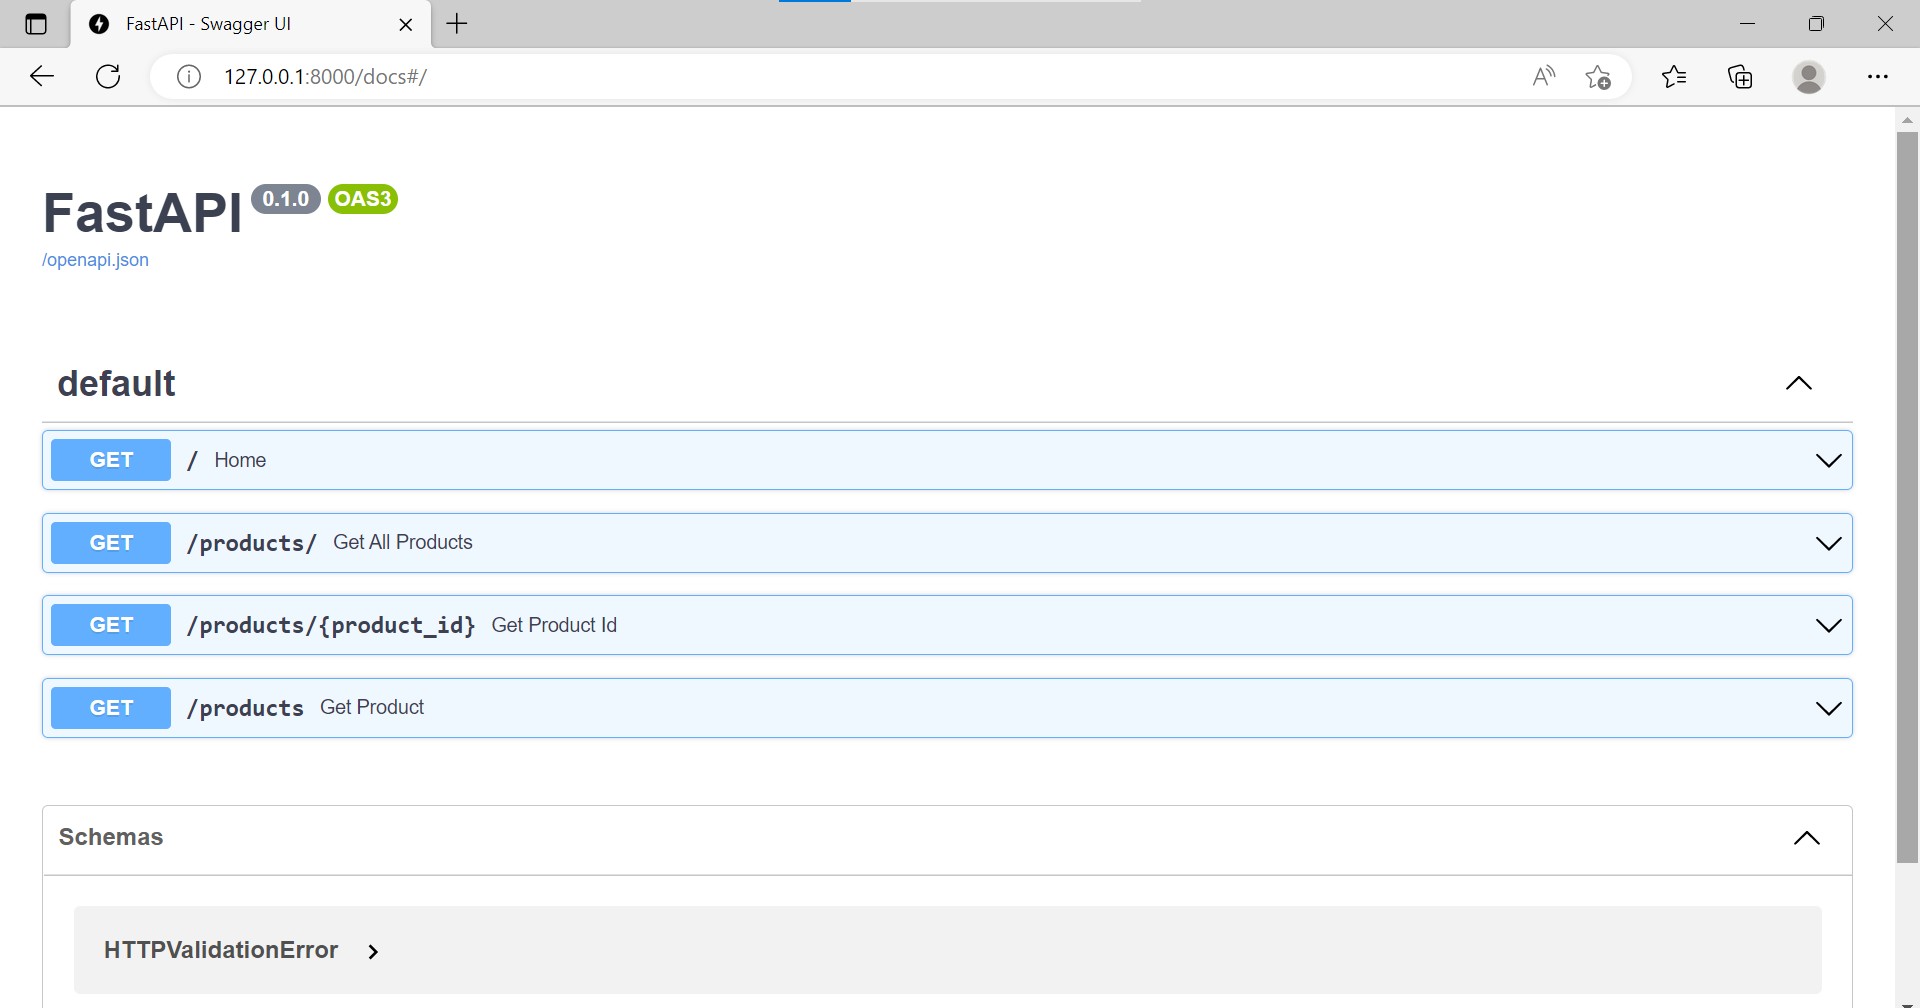 FastAPI - Swagger UI
127.0.0.1:8000/docs#/
FastAPI 0.1.0 OAS3
/openapi.json
default
GET / Home
GET /products/ Get All Products
GET /products/{product_id} Get Product Id
GET /products Get Product
Schemas
HTTPValidationError